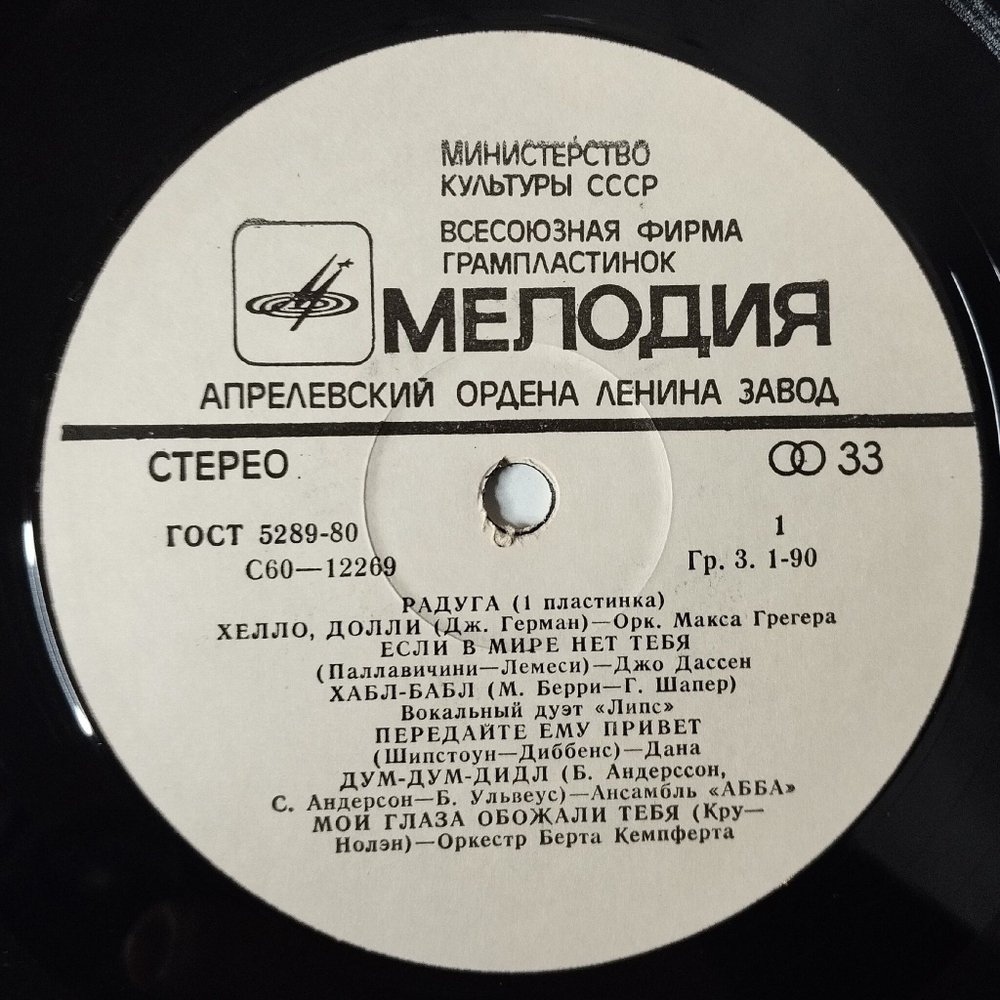 МИНИСТЕРСТВО
КУЛЬТУРЫ СССР
ВСЕСОЮЗНАЯ ФИРМА
ГРАМПЛАСТИНОК
МЕЛОДИЯ
АПРЕЛЕВСКИЙ ОРДЕНА ЛЕНИНА ЗАВОД
СТЕРЕО 33
ГОСТ 5289-80 1
С60—12269 Гр. 3. 1-90
РАДУГА (1 пластинка)
ХЕЛЛО, ДОЛЛИ (Дж. Герман)—Орк. Макса Грегера
ЕСЛИ В МИРЕ НЕТ ТЕБЯ
(Паллавичини—Лемеси)—Джо Дассен
ХАБЛ-БАБЛ (М. Берри—Г. Шапер)
Вокальный дуэт «Липс»
ПЕРЕДАЙТЕ ЕМУ ПРИВЕТ
(Шипстоун—Диббенс)—Дана
ДУМ-ДУМ-ДИДЛ (Б. Андерссон,
С. Андерсон—Б. Ульвеус)—Ансамбль «АББА»
МОИ ГЛАЗА ОБОЖАЛИ ТЕБЯ (Кру—
Нолэн)—Оркестр Берта Кемпферта